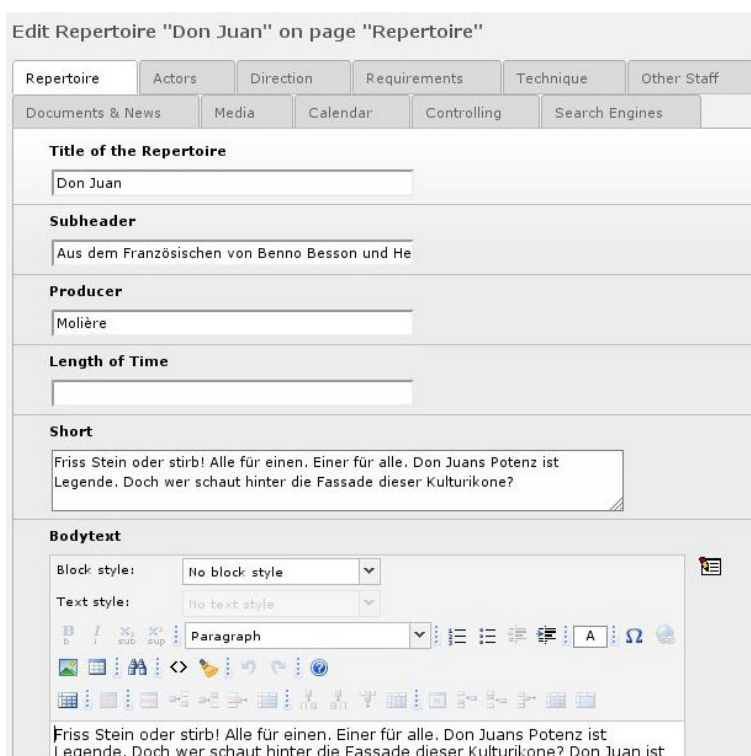 Edit Repertoire "Don Juan" on page "Repertoire"
Repertoire Actors Direction Requirements Technique Other Staff
Documents & News Media Calendar Controlling Search Engines
Title of the Repertoire
Don Juan
Subheader
Aus dem Französischen von Benno Besson und He
Producer
Molière
Length of Time
Short
Friss Stein oder stirb! Alle für einen. Einer für alle. Don Juans Potenz ist
Legende. Doch wer schaut hinter die Fassade dieser Kulturikone?
Bodytext
Block style: No block style
Text style: No text style
B b I i X₂ sub X² sup Paragraph A Ω
Friss Stein oder stirb! Alle für einen. Einer für alle. Don Juans Potenz ist
Legende. Doch wer schaut hinter die Fassade dieser Kulturikone? Don Juan ist